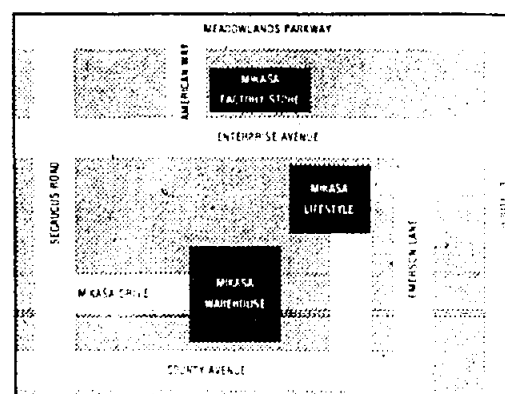 MEADOWLANDS PARKWAY
AMERICAN WAY
MIKASA
FACTORY STORE
ENTERPRISE AVENUE
SECAUCUS ROAD
MIKASA
LIFESTYLE
EMERSON LANE
MIKASA DRIVE
MIKASA
WAREHOUSE
COUNTY AVENUE